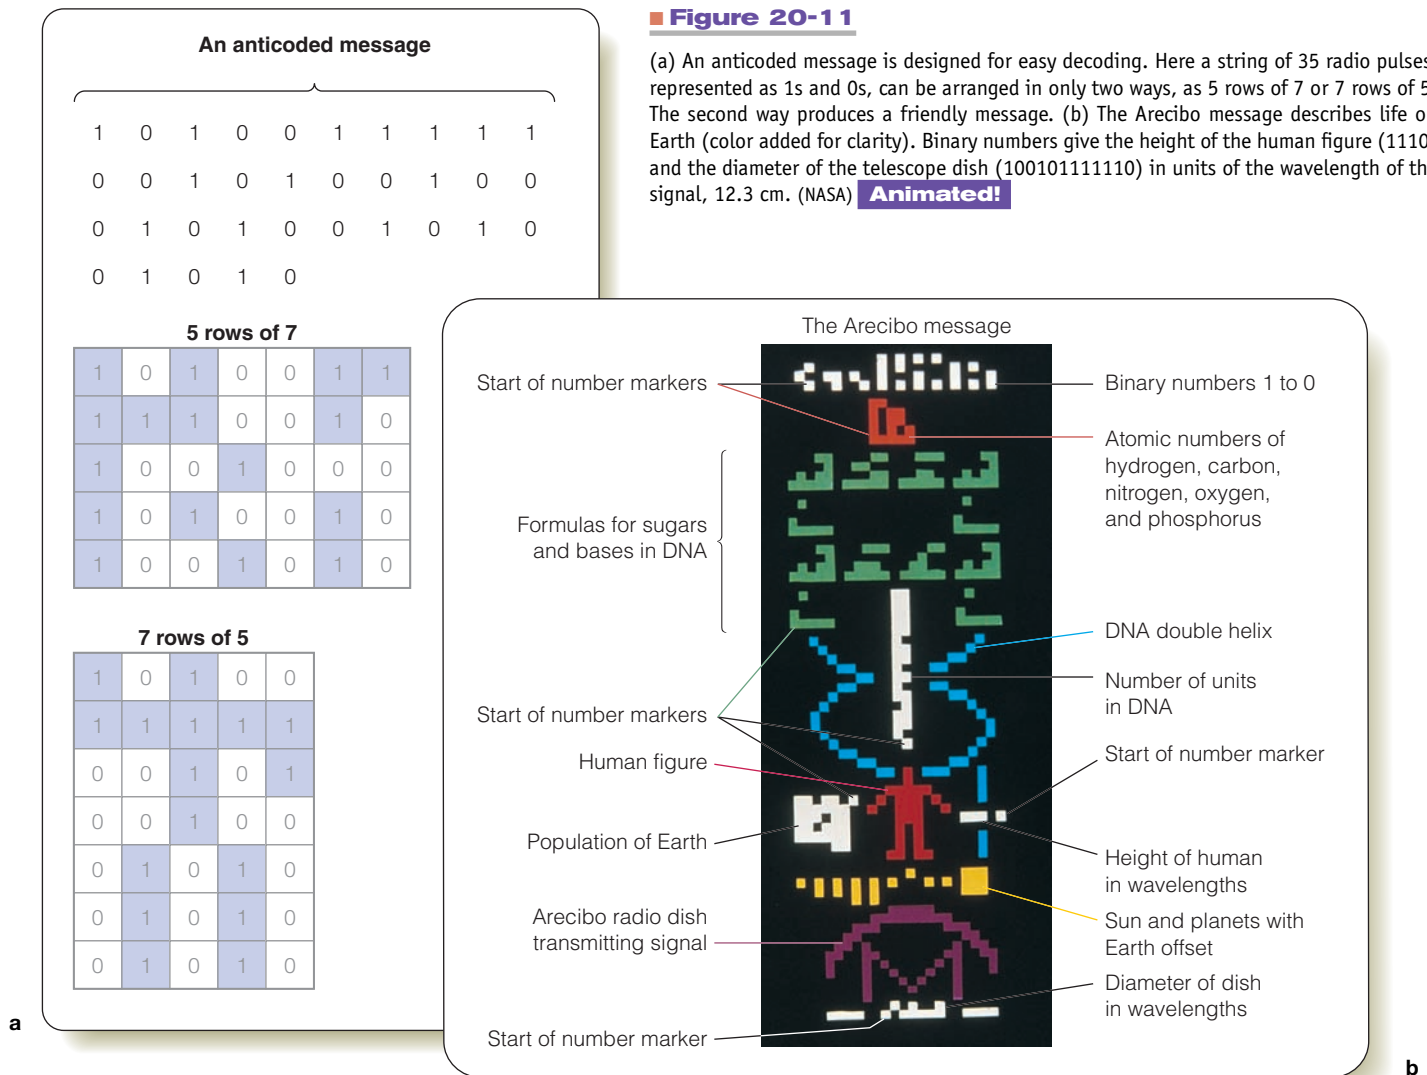 Figure 20-11
(a) An anticoded message is designed for easy decoding. Here a string of 35 radio pulses
represented as 1s and 0s, can be arranged in only two ways, as 5 rows of 7 or 7 rows of 5
The second way produces a friendly message. (b) The Arecibo message describes life o
Earth (color added for clarity). Binary numbers give the height of the human figure (1110
and the diameter of the telescope dish (100101111110) in units of the wavelength of th
signal, 12.3 cm. (NASA) Animated!
An anticoded message
1 0 1 0 0 1 1 1 1 1
0 0 1 0 1 0 0 1 0 0
0 1 0 1 0 0 1 0 1 0
0 1 0 1 0
5 rows of 7
1 0 1 0 0 1 1
1 1 1 0 0 1 0
1 0 0 1 0 0 0
1 0 1 0 0 1 0
1 0 0 1 0 1 0
7 rows of 5
1 0 1 0 0
1 1 1 1 1
0 0 1 0 1
0 0 1 0 0
0 1 0 1 0
0 1 0 1 0
0 1 0 1 0
a
The Arecibo message
Start of number markers
Binary numbers 1 to 0
Atomic numbers of
hydrogen, carbon,
nitrogen, oxygen,
and phosphorus
Formulas for sugars
and bases in DNA
DNA double helix
Number of units
in DNA
Start of number markers
Start of number marker
Human figure
Population of Earth
Height of human
in wavelengths
Arecibo radio dish
transmitting signal
Sun and planets with
Earth offset
Diameter of dish
in wavelengths
Start of number marker
b